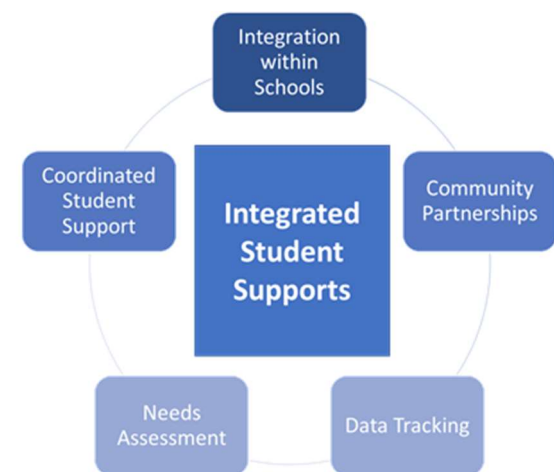 Integration
within
Schools
Coordinated
Student
Support
Community
Partnerships
Integrated
Student
Supports
Needs
Assessment
Data Tracking